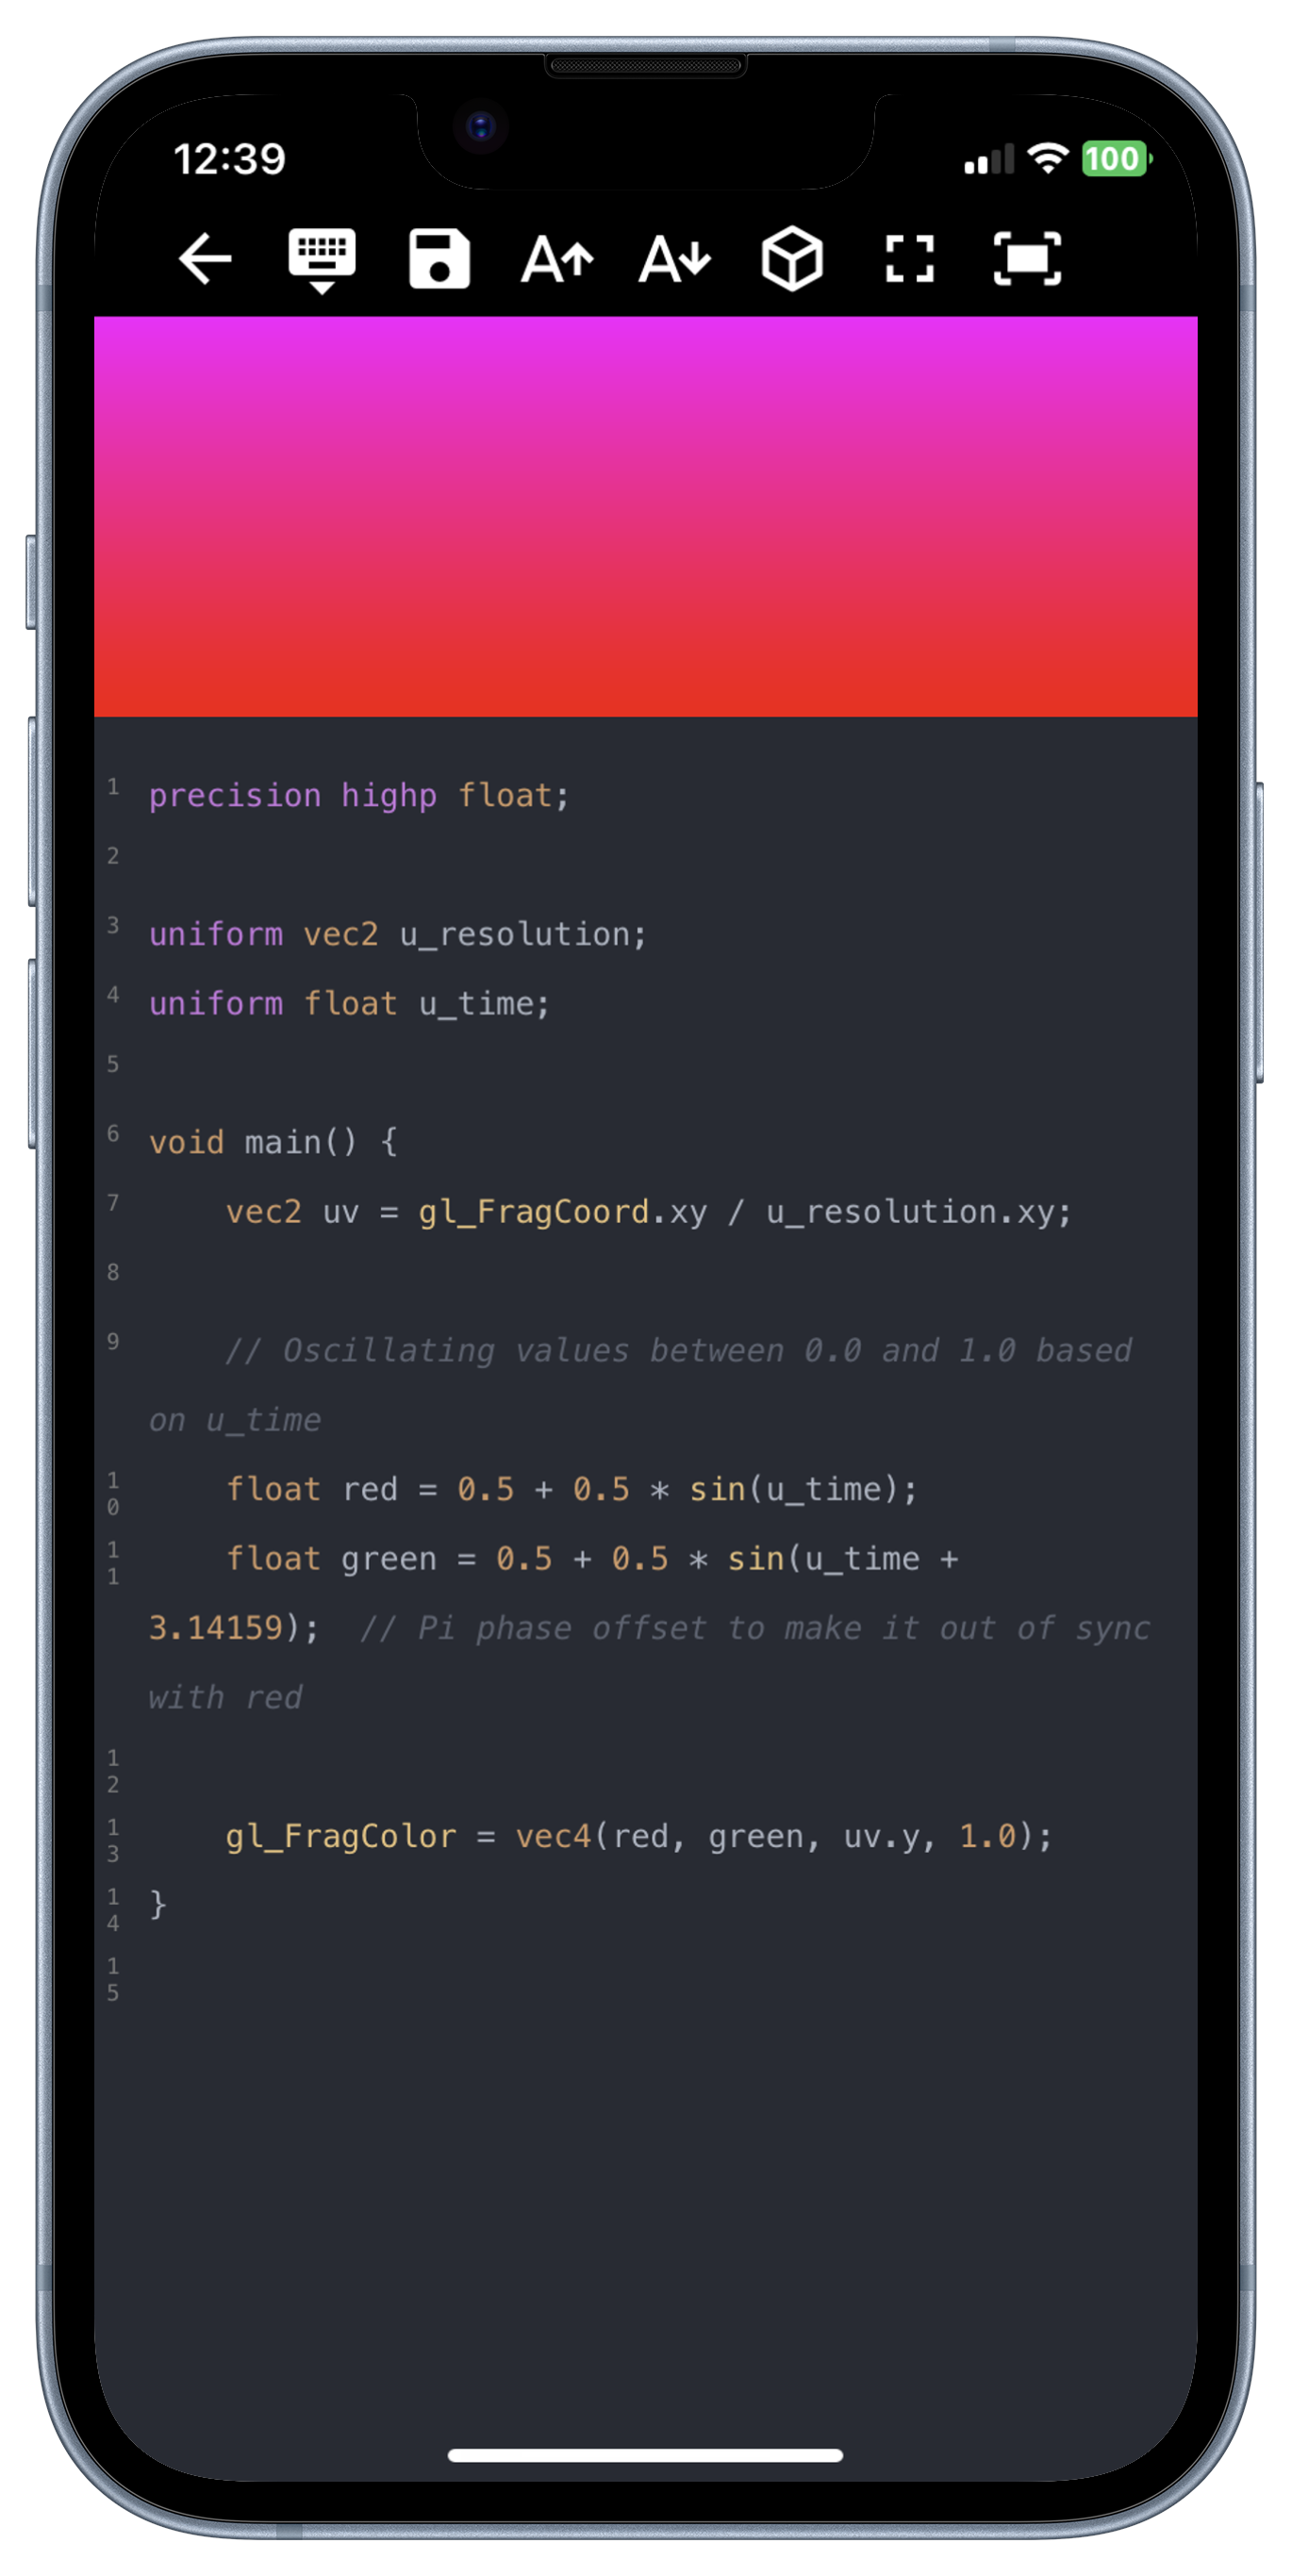 12:39
100
A A
1 precision highp float;
2
3 uniform vec2 u_resolution;
4 uniform float u_time;
5
6 void main() {
7     vec2 uv = gl_FragCoord.xy / u_resolution.xy;
8
9     // Oscillating values between 0.0 and 1.0 based
on u_time
10     float red = 0.5 + 0.5 * sin(u_time);
11     float green = 0.5 + 0.5 * sin(u_time +
3.14159);  // Pi phase offset to make it out of sync
with red
12
13     gl_FragColor = vec4(red, green, uv.y, 1.0);
14 }
15